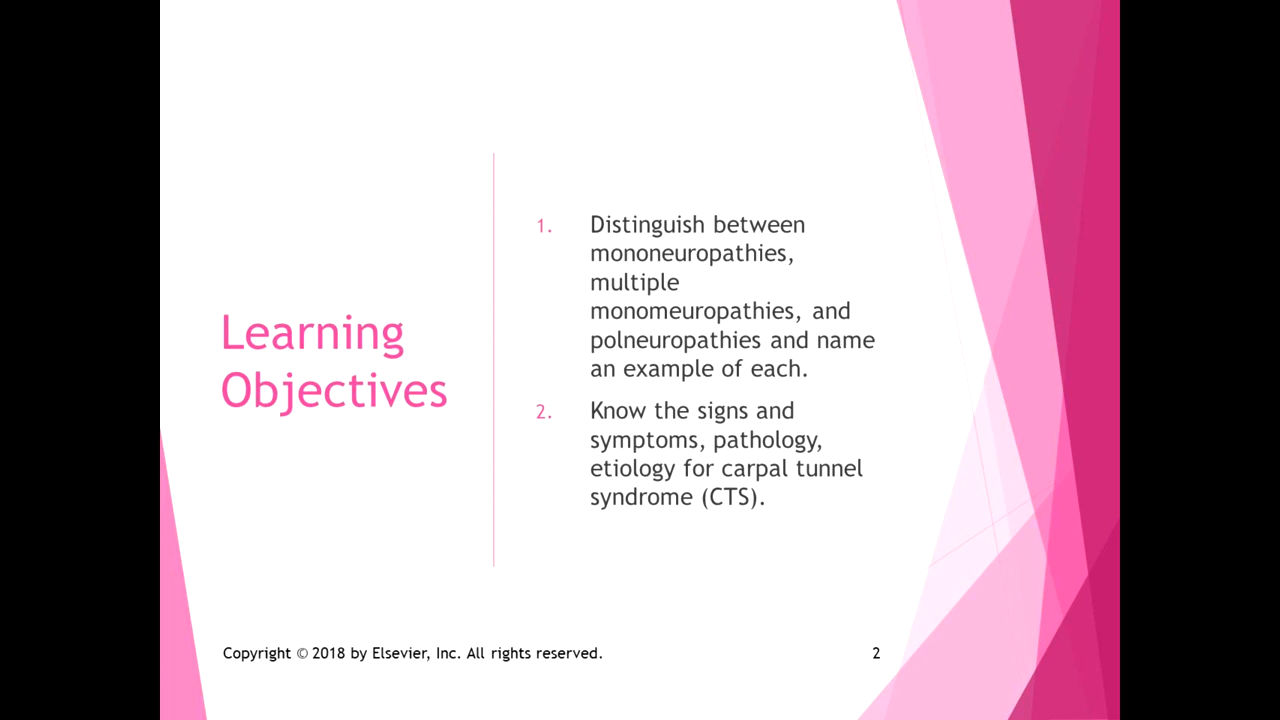 Learning
Objectives
1. Distinguish between
mononeuropathies,
multiple
monomeuropathies, and
polneuropathies and name
an example of each.
2. Know the signs and
symptoms, pathology,
etiology for carpal tunnel
syndrome (CTS).
Copyright © 2018 by Elsevier, Inc. All rights reserved.
2